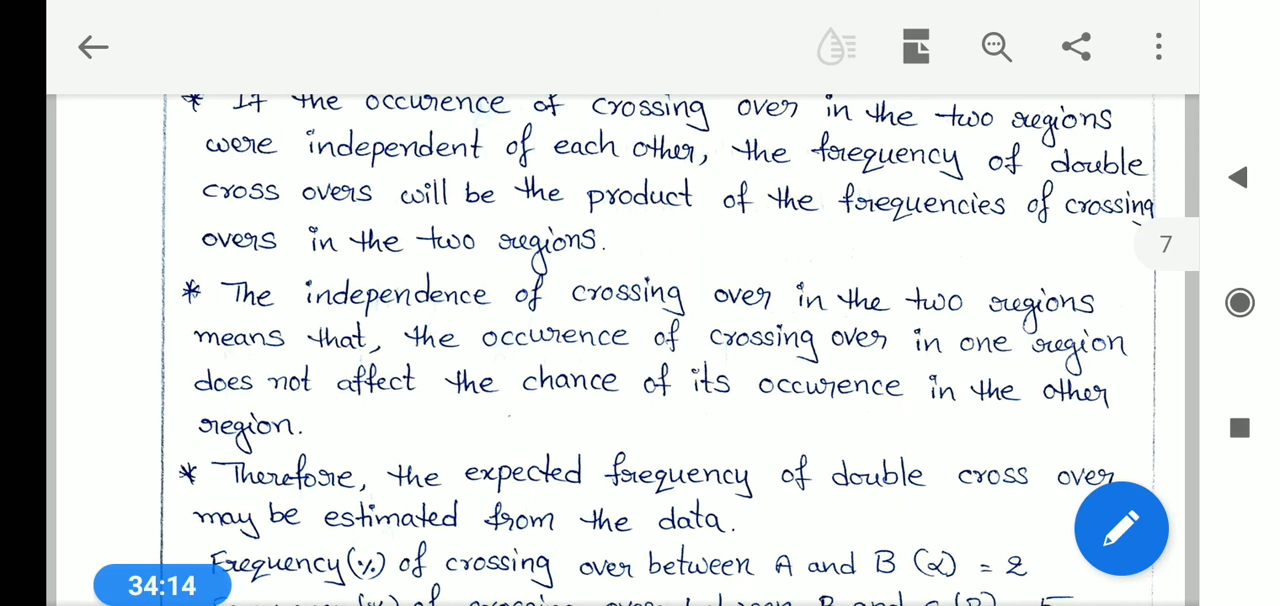 * If the occurence of crossing over in the two regions
were independent of each other, the frequency of double
cross overs will be the product of the frequencies of crossing
overs in the two regions.
7
* The independence of crossing over in the two regions
means that, the occurence of crossing over in one region
does not affect the chance of its occurence in the other
region.
* Therefore, the expected frequency of double cross over
may be estimated from the data.
Frequency (%) of crossing over between A and B (α) = 2
34:14